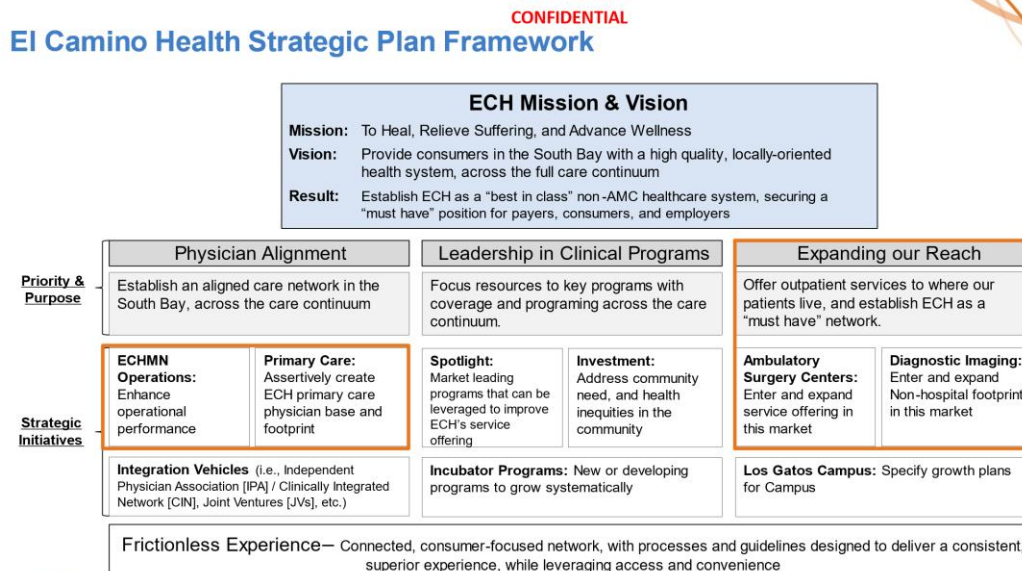 CONFIDENTIAL
El Camino Health Strategic Plan Framework
ECH Mission & Vision
Mission: To Heal, Relieve Suffering, and Advance Wellness
Vision: Provide consumers in the South Bay with a high quality, locally-oriented
health system, across the full care continuum
Result: Establish ECH as a “best in class” non-AMC healthcare system, securing a
“must have” position for payers, consumers, and employers
Priority &
Purpose
Physician Alignment
Establish an aligned care network in the
South Bay, across the care continuum
Leadership in Clinical Programs
Focus resources to key programs with
coverage and programing across the care
continuum.
Expanding our Reach
Offer outpatient services to where our
patients live, and establish ECH as a
“must have” network.
Strategic
Initiatives
ECHMN
Operations:
Enhance
operational
performance
Primary Care:
Assertively create
ECH primary care
physician base and
footprint
Spotlight:
Market leading
programs that can be
leveraged to improve
ECH’s service
offering
Investment:
Address community
need, and health
inequities in the
community
Ambulatory
Surgery Centers:
Enter and expand
service offering in
this market
Diagnostic Imaging:
Enter and expand
Non-hospital footprint
in this market
Integration Vehicles (i.e., Independent
Physician Association [IPA] / Clinically Integrated
Network [CIN], Joint Ventures [JVs], etc.)
Incubator Programs: New or developing
programs to grow systematically
Los Gatos Campus: Specify growth plans
for Campus
Frictionless Experience– Connected, consumer-focused network, with processes and guidelines designed to deliver a consistent,
superior experience, while leveraging access and convenience